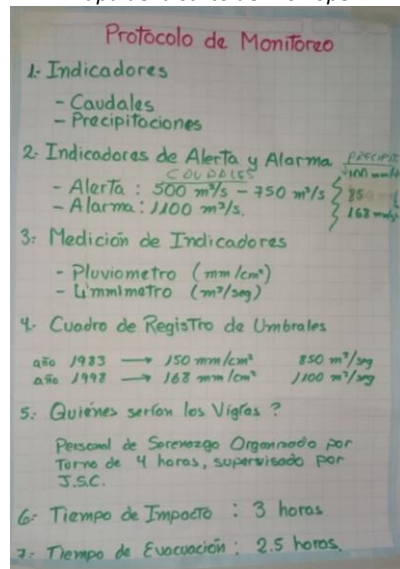 Protocolo de Monitoreo
1.- Indicadores
- Caudales
- Precipitaciones
2.- Indicadores de Alerta y Alarma
CAUDALES
- Alerta : 500 m³/s - 750 m³/s
- Alarma : 1100 m³/s.
3.- Medición de Indicadores
- Pluviometro (mm/cm²)
- Limmimetro (m³/seg)
4.- Cuadro de Registro de Umbrales
año 1983 → 150 mm/cm² 850 m³/seg
año 1998 → 168 mm/cm² 1100 m³/seg
5.- Quiénes serían los Vigías ?
Personal de Serenazgo Organizado por
Turno de 4 horas, supervisado por
J.S.C.
6.- Tiempo de Impacto : 3 horas
7.- Tiempo de Evacuación : 2.5 horas.